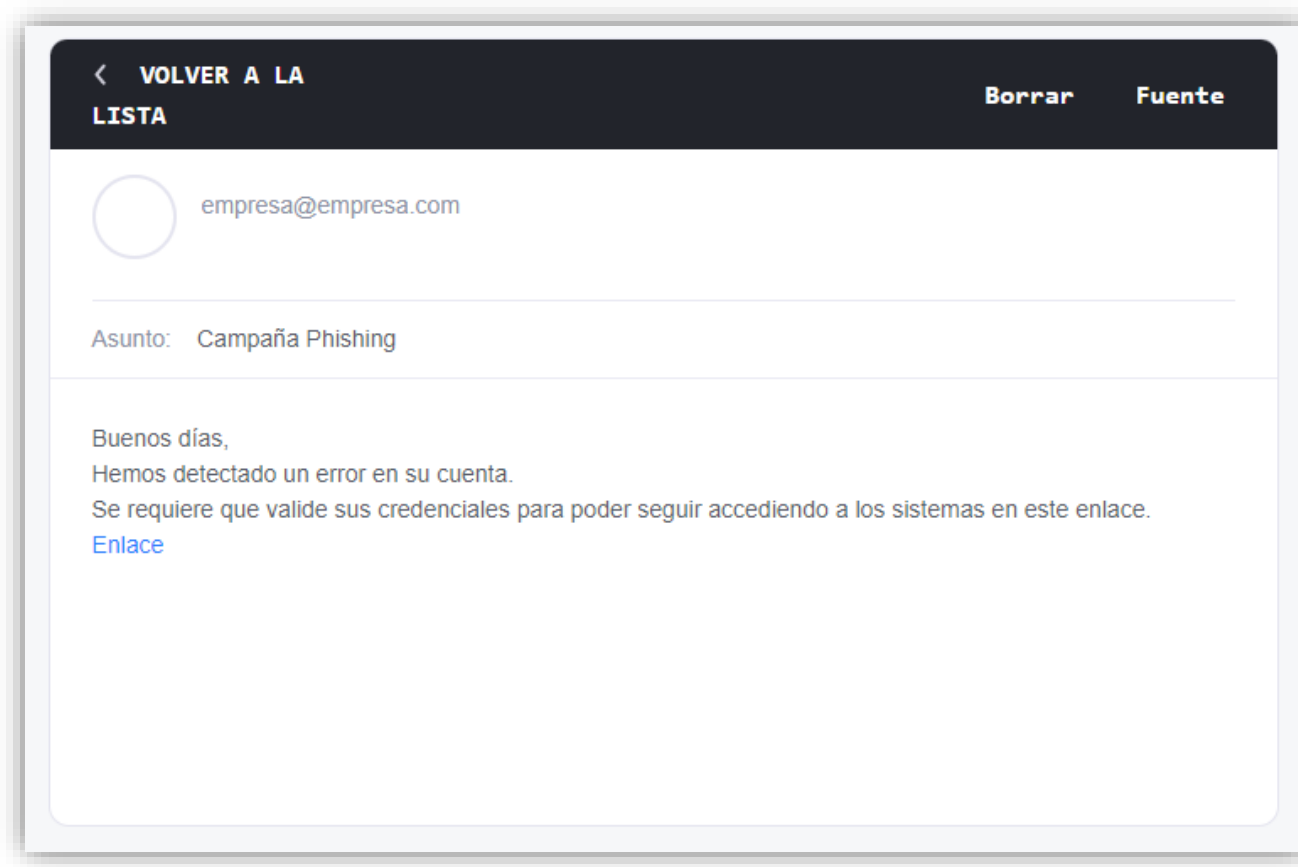 VOLVER A LA
LISTA
Borrar
Fuente
empresa@empresa.com
Asunto: Campaña Phishing
Buenos días,
Hemos detectado un error en su cuenta.
Se requiere que valide sus credenciales para poder seguir accediendo a los sistemas en este enlace.
Enlace